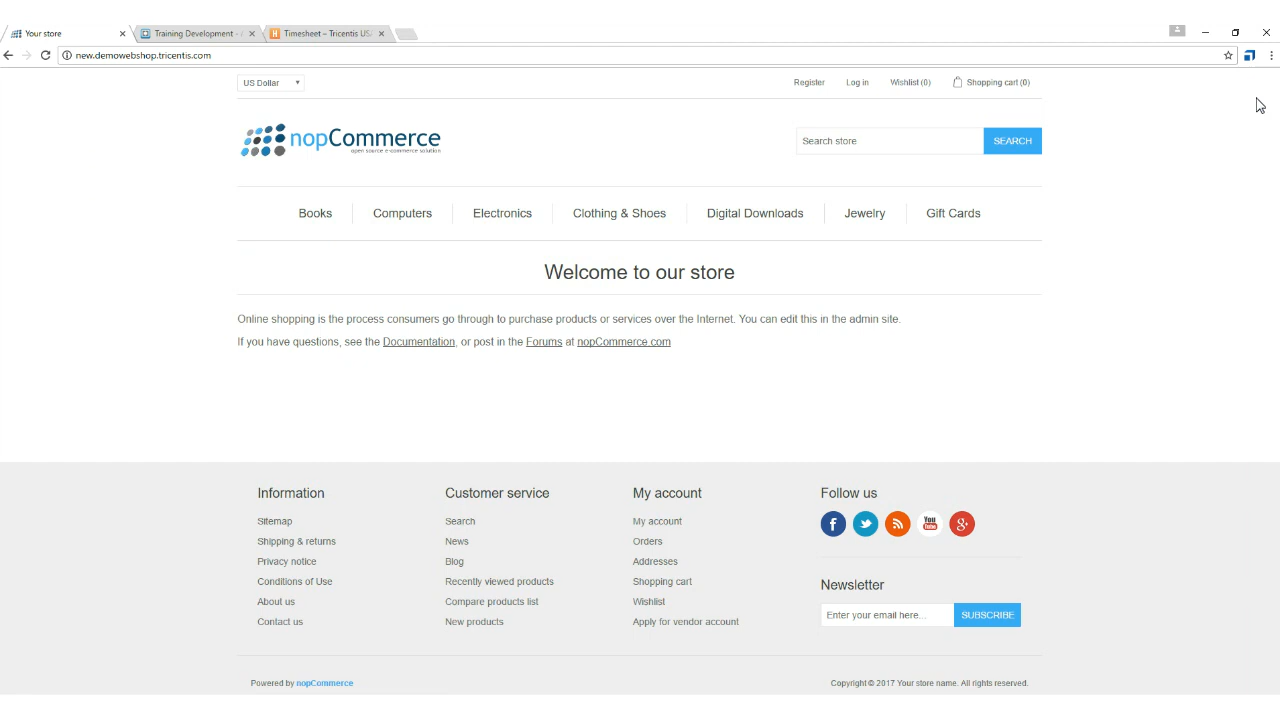 Your store
Training Development - 
Timesheet – Tricentis USA
new.demowebshop.tricentis.com
US Dollar
Register Log in Wishlist (0) Shopping cart (0)
nopCommerce
open source e-commerce solution
Search store SEARCH
Books Computers Electronics Clothing & Shoes Digital Downloads Jewelry Gift Cards
Welcome to our store
Online shopping is the process consumers go through to purchase products or services over the Internet. You can edit this in the admin site.
If you have questions, see the Documentation, or post in the Forums at nopCommerce.com
Information
Sitemap
Shipping & returns
Privacy notice
Conditions of Use
About us
Contact us
Customer service
Search
News
Blog
Recently viewed products
Compare products list
New products
My account
My account
Orders
Addresses
Shopping cart
Wishlist
Apply for vendor account
Follow us
You
Tube
Newsletter
Enter your email here...
SUBSCRIBE
Powered by nopCommerce
Copyright © 2017 Your store name. All rights reserved.